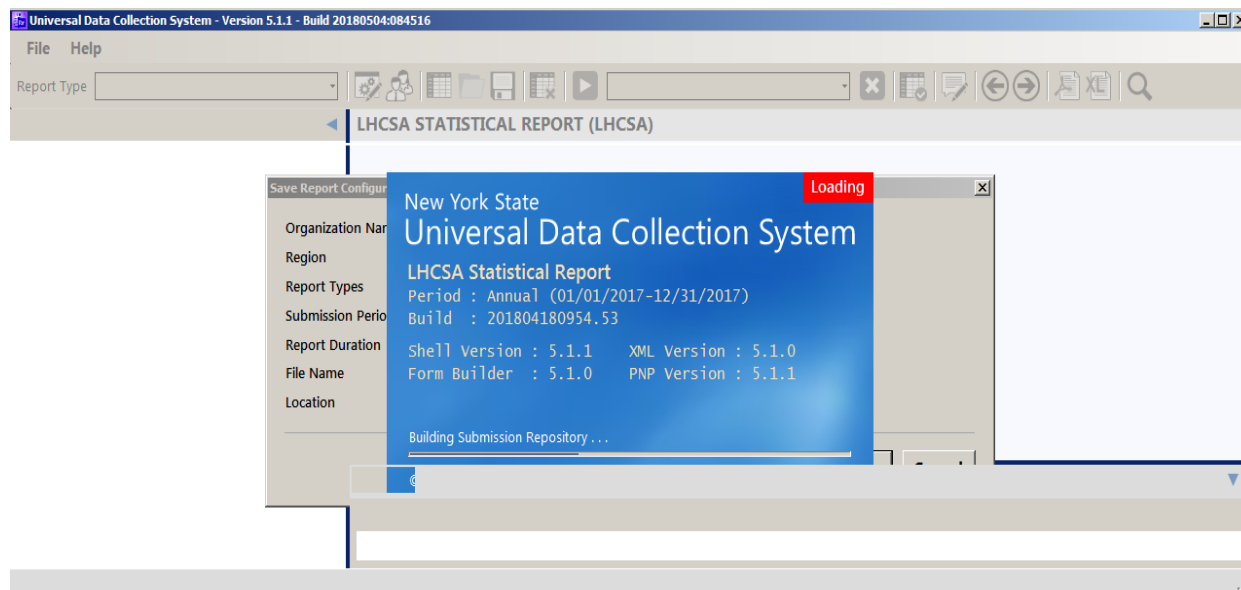 Universal Data Collection System - Version 5.1.1 - Build 20180504:084516
File Help
Report Type
LHCSA STATISTICAL REPORT (LHCSA)
Save Report
Loading
New York State
Universal Data Collection System
LHCSA Statistical Report
Period : Annual (01/01/2017-12/31/2017)
Build : 201804180954.53
Shell Version : 5.1.1 XML Version : 5.1.0
Form Builder : 5.1.0 PNP Version : 5.1.1
Building Submission Repository . . .
Organization
Region
Report Types
Submission
Report Duration
File Name
Location